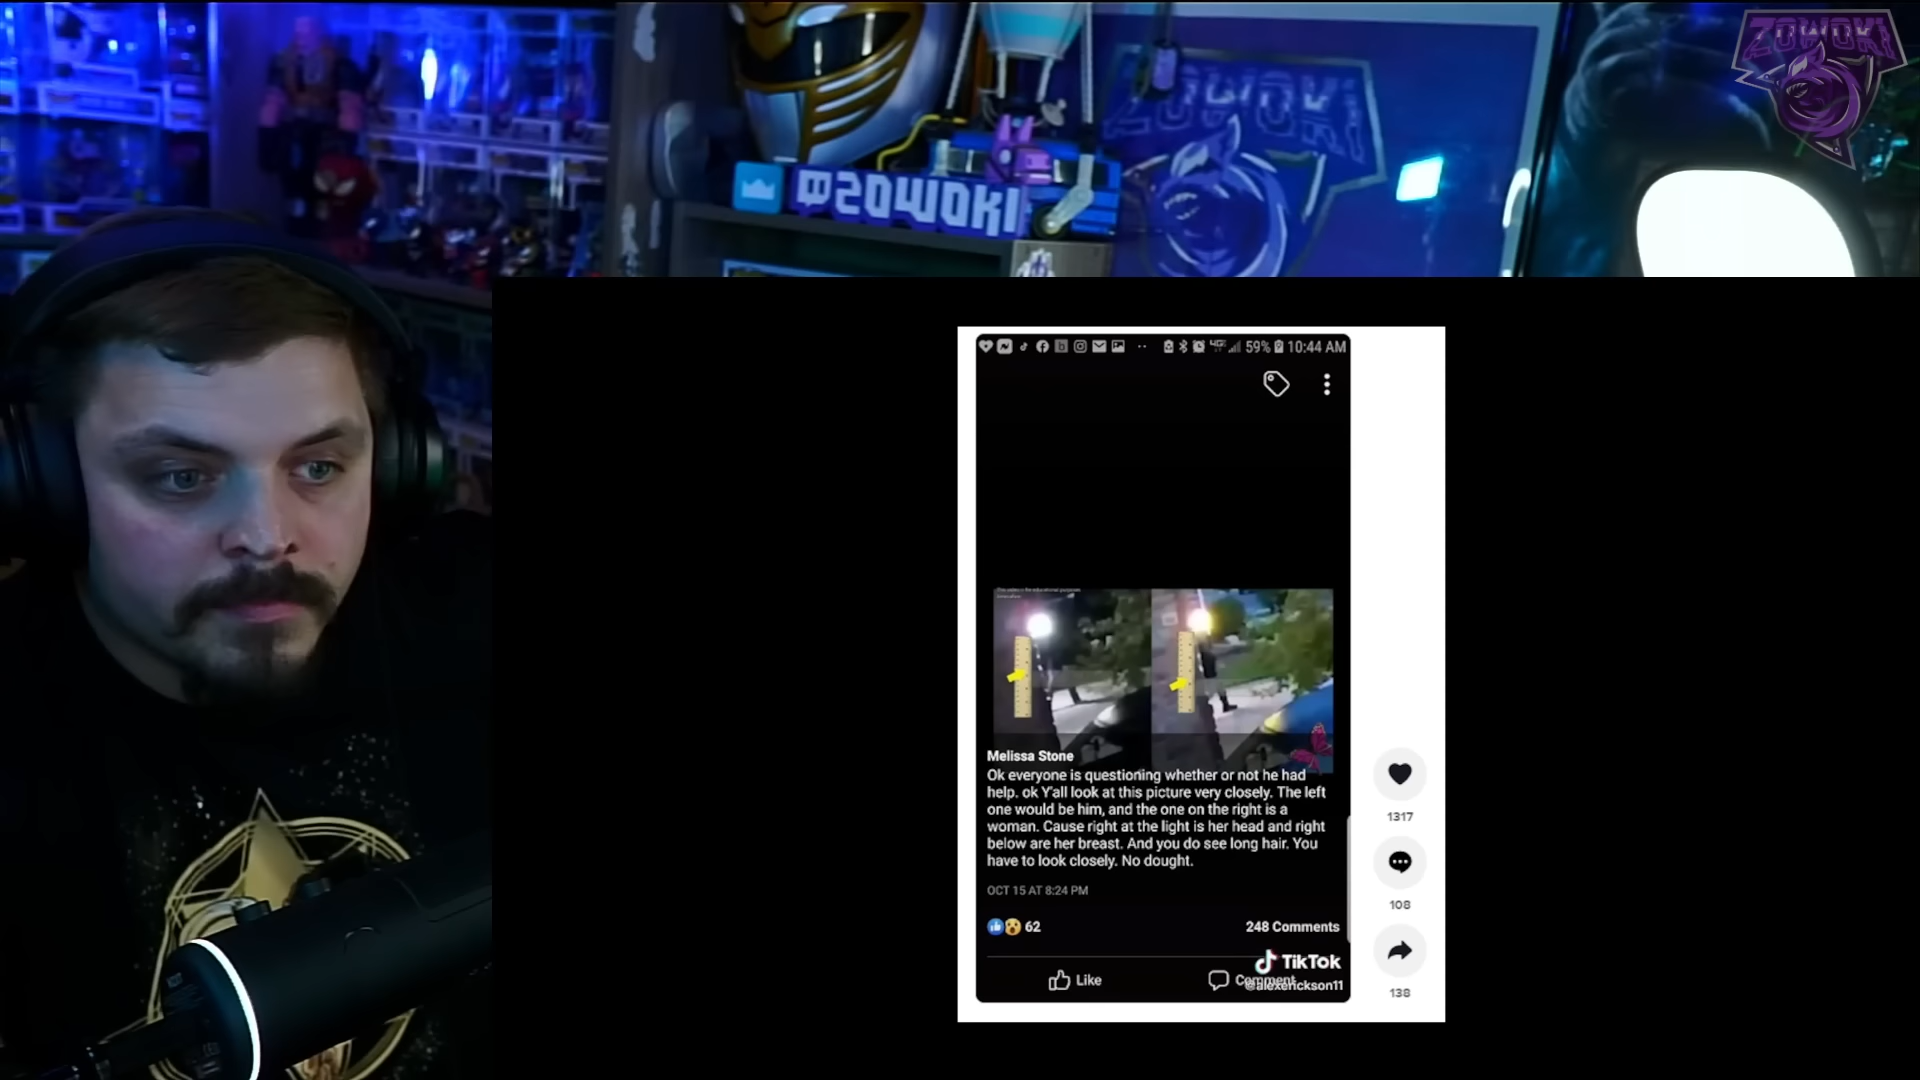 ZOWOKI
ZOWOKI
@ZOWOKI
59% 10:44 AM
Melissa Stone
Ok everyone is questioning whether or not he had
help. ok Y'all look at this picture very closely. The left
one would be him, and the one on the right is a
woman. Cause right at the light is her head and right
below are her breast. And you do see long hair. You
have to look closely. No dought.
OCT 15 AT 8:24 PM
62
248 Comments
TikTok
Like
Comment
@alexerickson11
1317
108
138